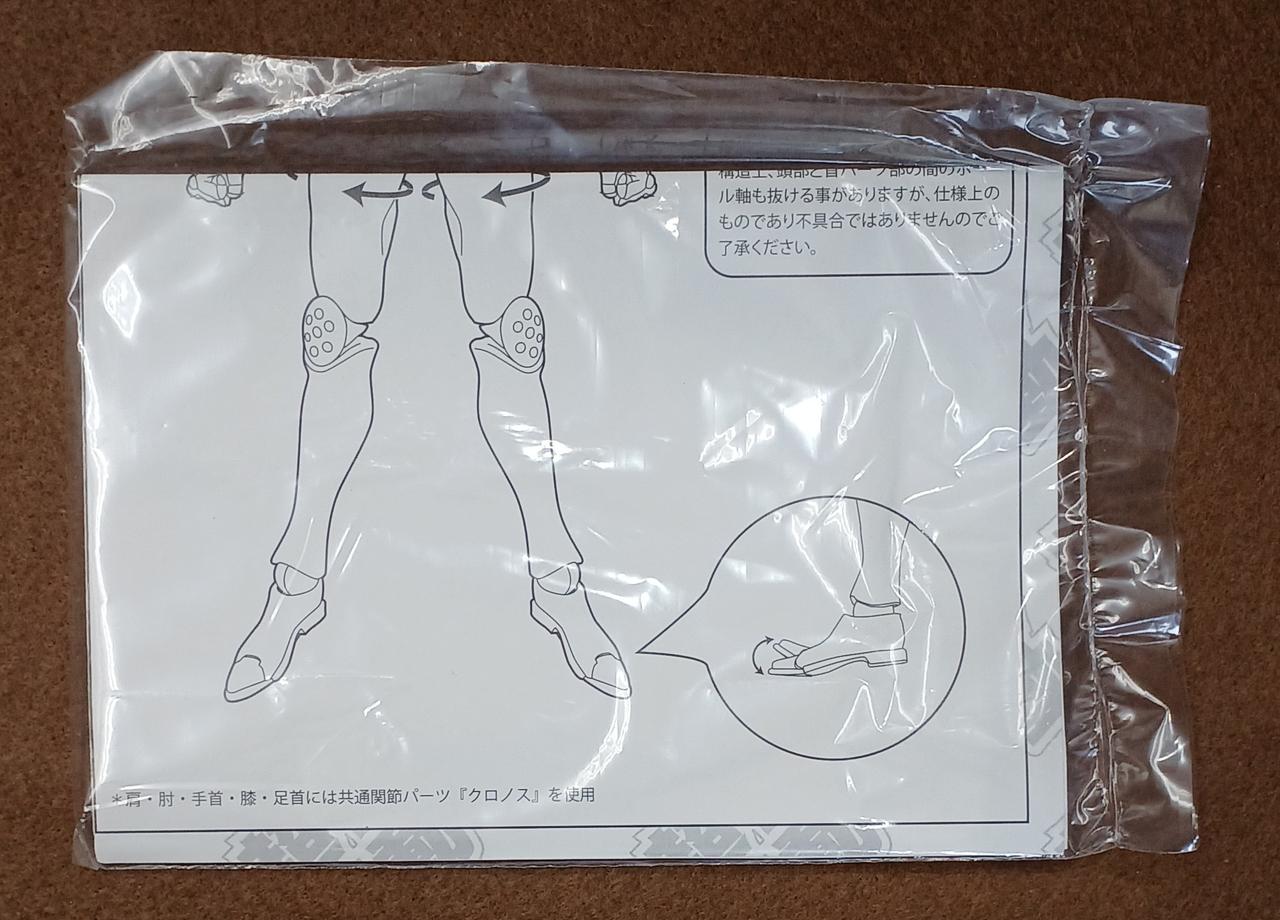 構造上、頭部と首パーツ部の間のボー
ル軸も抜ける事がありますが、仕様上の
ものであり不具合ではありませんのでご
了承ください。
＊肩・肘・手首・膝・足首には共通関節パーツ『クロノス』を使用